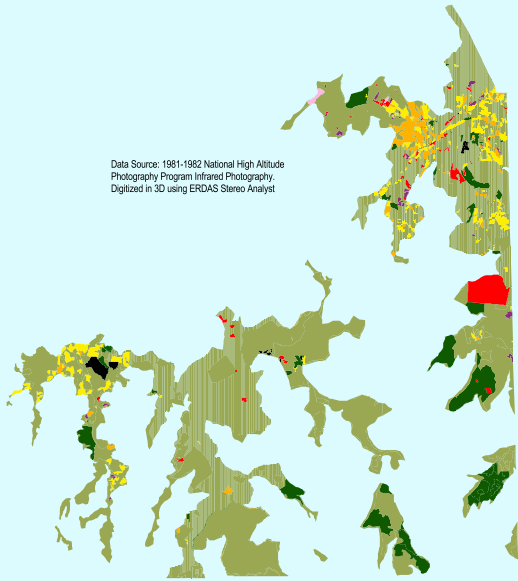 Data Source: 1981-1982 National High Altitude
Photography Program Infrared Photography.
Digitized in 3D using ERDAS Stereo Analyst